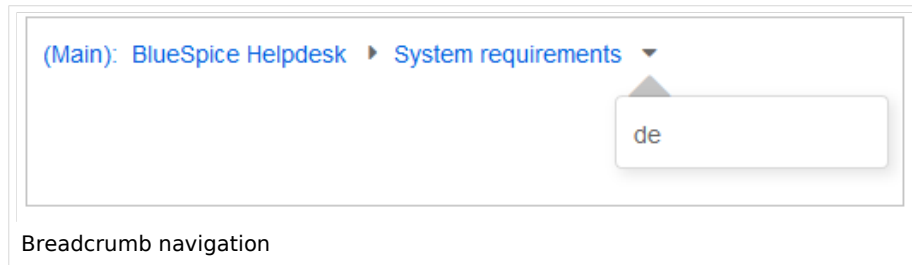 (Main): BlueSpice Helpdesk System requirements
de
Breadcrumb navigation